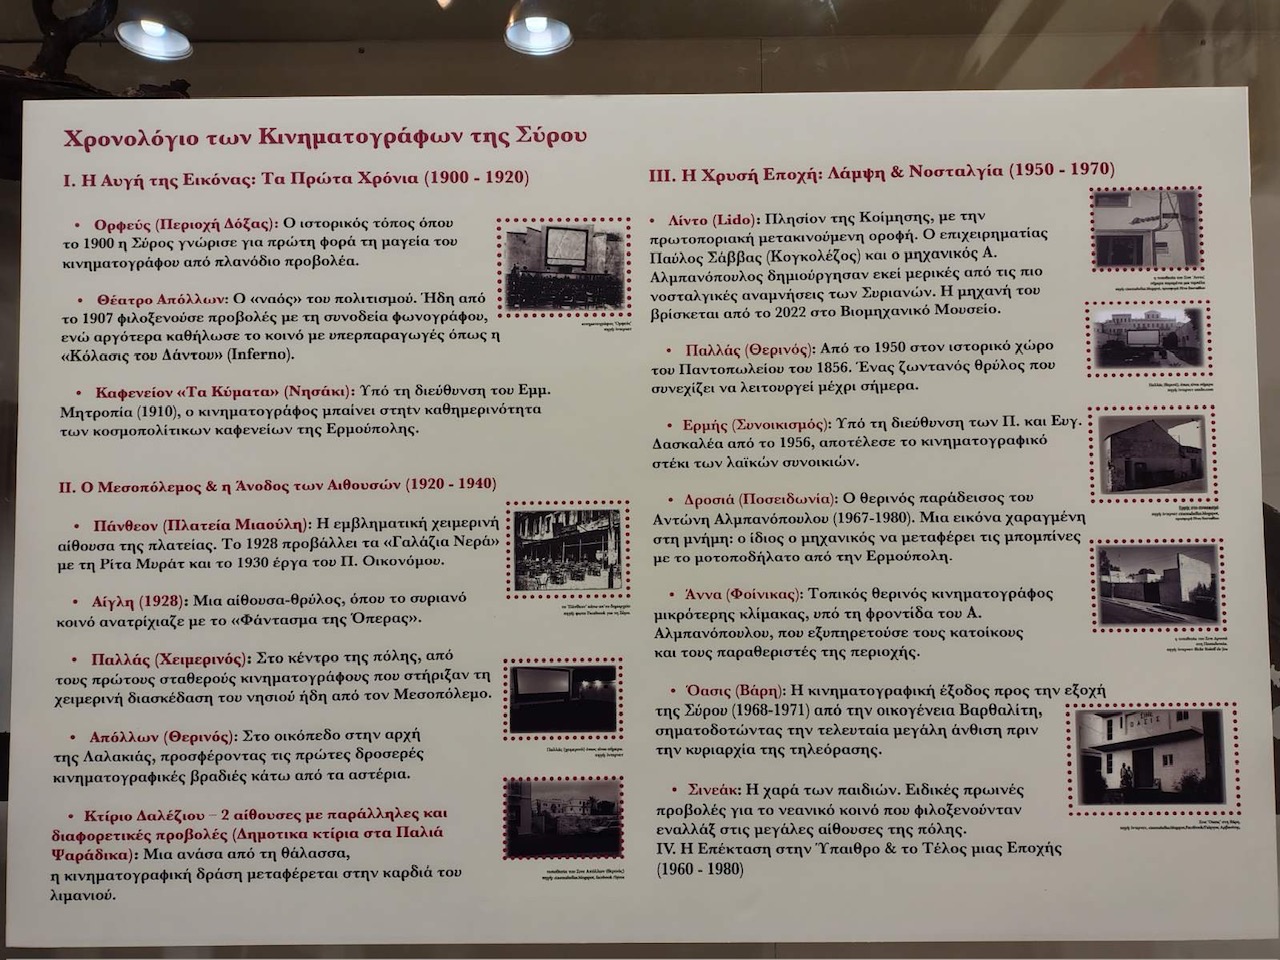 Χρονολόγιο των Κινηματογράφων της Σύρου
Ι. Η Αυγή της Εικόνας: Τα Πρώτα Χρόνια (1900 - 1920)
• Ορφεύς (Περιοχή Δόξας): Ο ιστορικός τόπος όπου
το 1900 η Σύρος γνώρισε για πρώτη φορά τη μαγεία του
κινηματογράφου από πλανόδιο προβολέα.
κινηματογράφος 'Ορφεύς'
πηγή: ίντερνετ
• Θέατρο Απόλλων: Ο «ναός» του πολιτισμού. Ήδη από
το 1907 φιλοξενούσε προβολές με τη συνοδεία φωνογράφου,
ενώ αργότερα καθήλωσε το κοινό με υπερπαραγωγές όπως η
«Κόλασις του Δάντου» (Inferno).
• Καφενείον «Τα Κύματα» (Νησάκι): Υπό τη διεύθυνση του Εμμ.
Μητροπία (1910), ο κινηματογράφος μπαίνει στητν καθημερινότητα
των κοσμοπολίτικων καφενείων της Ερμούπολης.
ΙΙ. Ο Μεσοπόλεμος & η Άνοδος των Αιθουσών (1920 - 1940)
• Πάνθεον (Πλατεία Μιαούλη): Η εμβληματική χειμερινή
αίθουσα της πλατείας. Το 1928 προβάλλει τα «Γαλάζια Νερά»
με τη Ρίτα Μυράτ και το 1930 έργα του Π. Οικονόμου.
• Αίγλη (1928): Μια αίθουσα-θρύλος, όπου το συριανό
κοινό ανατρίχιαζε με το «Φάντασμα της Όπερας».
• Παλλάς (Χειμερινός): Στο κέντρο της πόλης, από
τους πρώτους σταθερούς κινηματογράφους που στήριξαν τη
χειμερινή διασκέδαση του νησιού ήδη από τον Μεσοπόλεμο.
Παλλάς (χειμερινό) όπως είναι σήμερα
πηγή: ίντερνετ
• Απόλλων (Θερινός): Στο οικόπεδο στην αρχή
της Λαλακιάς, προσφέροντας τις πρώτες δροσερές
κινηματογραφικές βραδιές κάτω από τα αστέρια.
• Κτίριο Δαλέζιου – 2 αίθουσες με παράλληλες και
διαφορετικές προβολές (Δημοτικα κτίρια στα Παλιά
Ψαράδικα): Μια ανάσα από τη θάλασσα,
η κινηματογραφική δράση μεταφέρεται στην καρδιά του
λιμανιού.
ΙΙΙ. Η Χρυσή Εποχή: Λάμψη & Νοσταλγία (1950 - 1970)
• Λίντο (Lido): Πλησίον της Κοίμησης, με την
πρωτοποριακή μετακινούμενη οροφή. Ο επιχειρηματίας
Παύλος Σάββας (Κογκολέζος) και ο μηχανικός Α.
Αλμπανόπουλος δημιούργησαν εκεί μερικές από τις πιο
νοσταλγικές αναμνήσεις των Συριανών. Η μηχανή του
βρίσκεται από το 2022 στο Βιομηχανικό Μουσείο.
• Παλλάς (Θερινός): Από το 1950 στον ιστορικό χώρο
του Παντοπωλείου του 1856. Ένας ζωντανός θρύλος που
συνεχίζει να λειτουργεί μέχρι σήμερα.
• Ερμής (Συνοικισμός): Υπό τη διεύθυνση των Π. και Ευγ.
Δασκαλέα από το 1956, αποτέλεσε το κινηματογραφικό
στέκι των λαϊκών συνοικιών.
• Δροσιά (Ποσειδωνία): Ο θερινός παράδεισος του
Αντώνη Αλμπανόπουλου (1967-1980). Μια εικόνα χαραγμένη
στη μνήμη: ο ίδιος ο μηχανικός να μεταφέρει τις μπομπίνες
με το μοτοποδήλατο από την Ερμούπολη.
• Άννα (Φοίνικας): Τοπικός θερινός κινηματογράφος
μικρότερης κλίμακας, υπό τη φροντίδα του Α.
Αλμπανόπουλου, που εξυπηρετούσε τους κατοίκους
και τους παραθεριστές της περιοχής.
• Όασις (Βάρη): Η κινηματογραφική έξοδος προς την εξοχή
της Σύρου (1968-1971) από την οικογένεια Βαρθαλίτη,
σηματοδοτώντας την τελευταία μεγάλη άνθιση πριν
την κυριαρχία της τηλεόρασης.
ΟΑΣΙΣ
• Σινεάκ: Η χαρά των παιδιών. Ειδικές πρωινές
προβολές για το νεανικό κοινό που φιλοξενούνταν
εναλλάξ στις μεγάλες αίθουσες της πόλης.
IV. Η Επέκταση στην Ύπαιθρο & το Τέλος μιας Εποχής
(1960 - 1980)